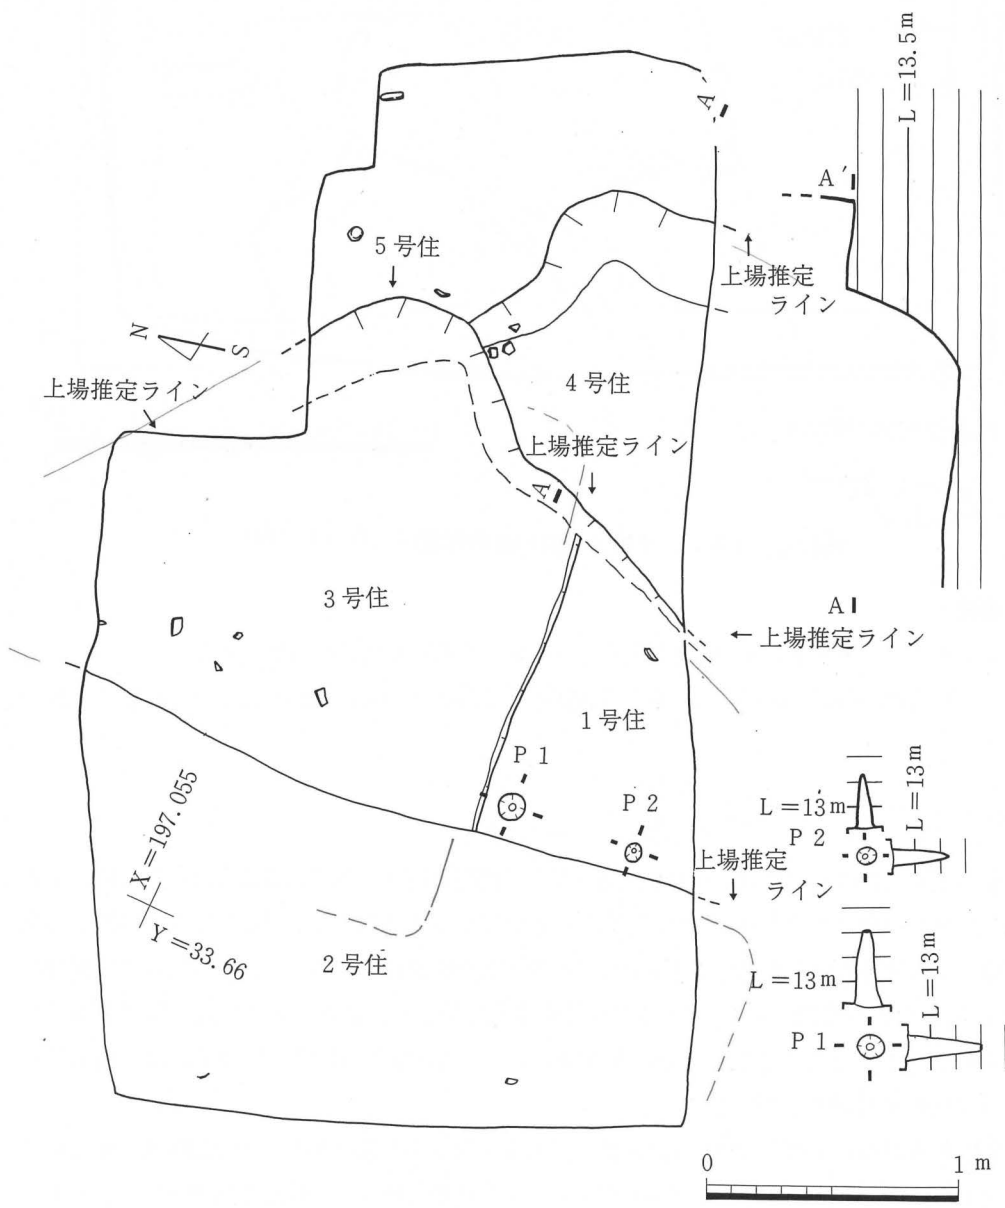 L=13.5m
A′
A′
5号住
上場推定
ライン
N
S
上場推定ライン
4号住
上場推定ライン
A
3号住
A
上場推定ライン
1号住
P1
P2
L=13m
L=13m
P2
X=197.055
Y=33.66
上場推定
ライン
2号住
L=13m
L=13m
P1
0
1m